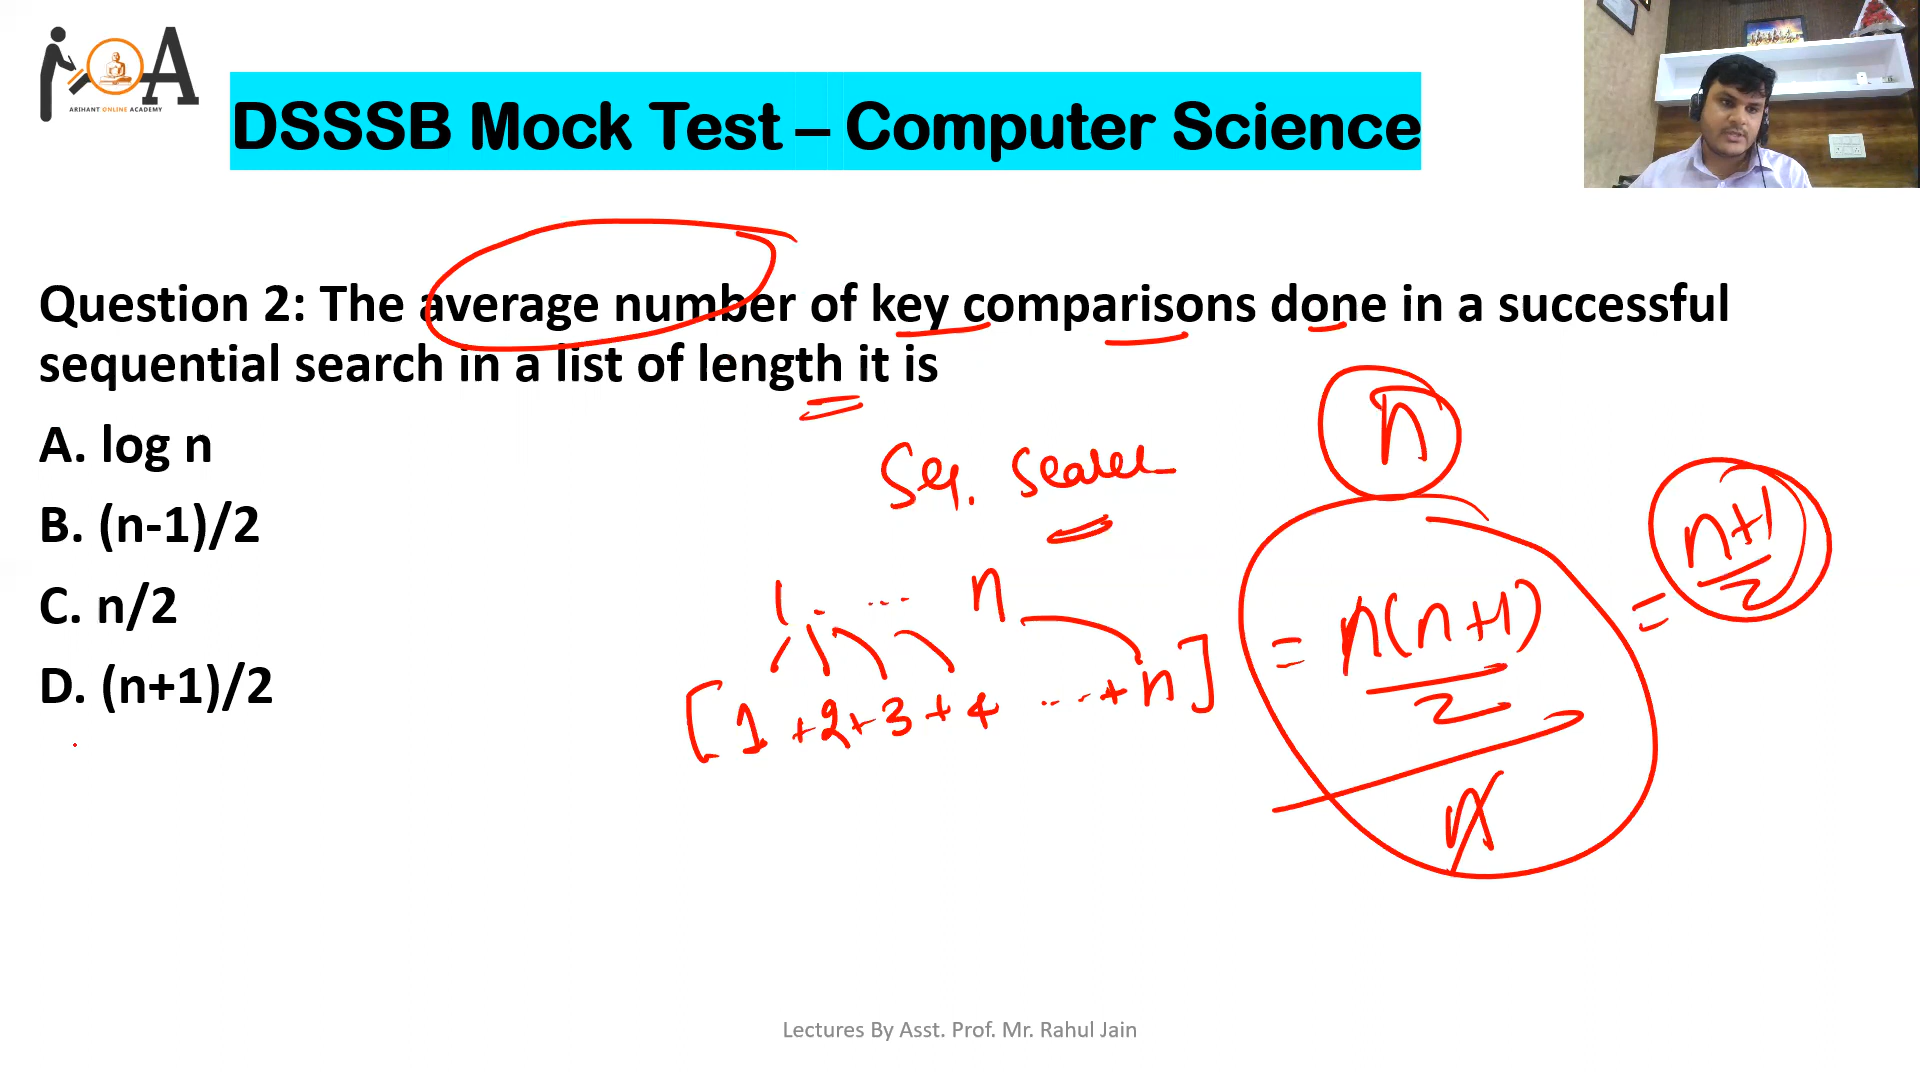 A
ARIHANT ONLINE ACADEMY
DSSSB Mock Test – Computer Science
Question 2: The average number of key comparisons done in a successful
sequential search in a list of length it is
A. log n
B. (n-1)/2
C. n/2
D. (n+1)/2
n
Seq. Search
1 . ... n
[1+2+3+4 ...+n] = n(n+1)/2 / n = n+1/2
Lectures By Asst. Prof. Mr. Rahul Jain